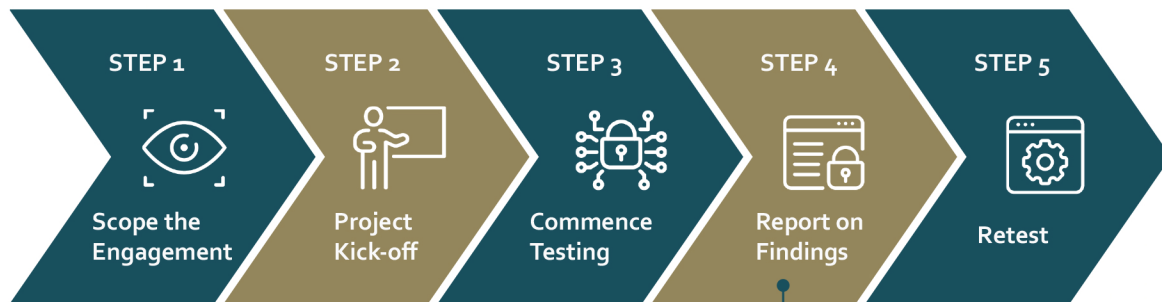 STEP 1
Scope the
Engagement
STEP 2
Project
Kick-off
STEP 3
Commence
Testing
STEP 4
Report on
Findings
STEP 5
Retest